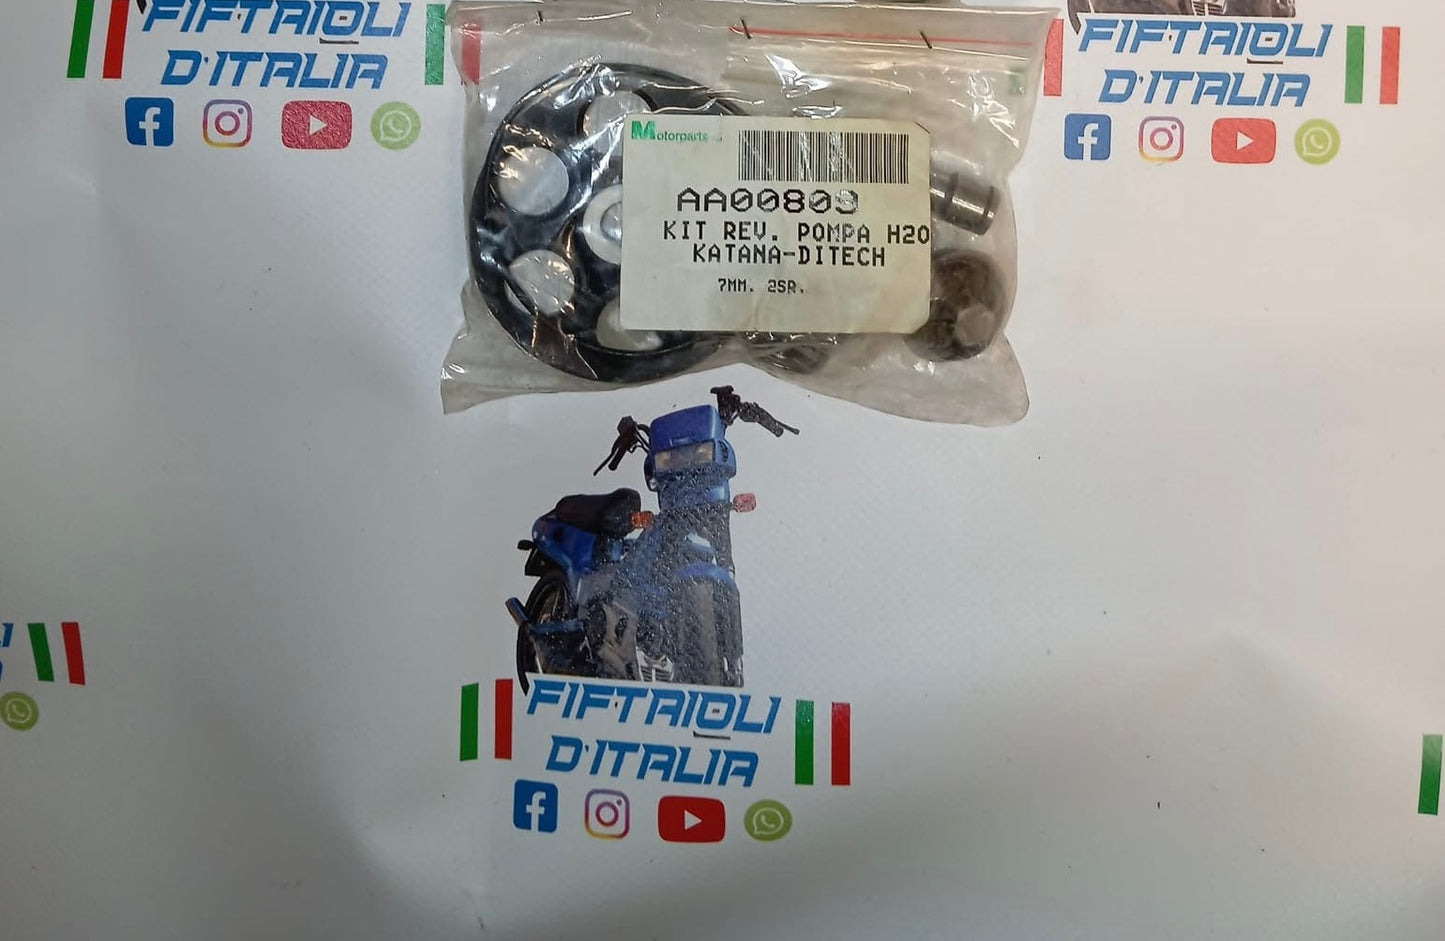 FIFTAIOLI
D'ITALIA
FIFTAIOLI
D'ITALIA
Motorparts
AA00809
KIT REV. POMPA H2O
KATANA-DITECH
7MM. 2SR.
FIFTAIOLI
D'ITALIA